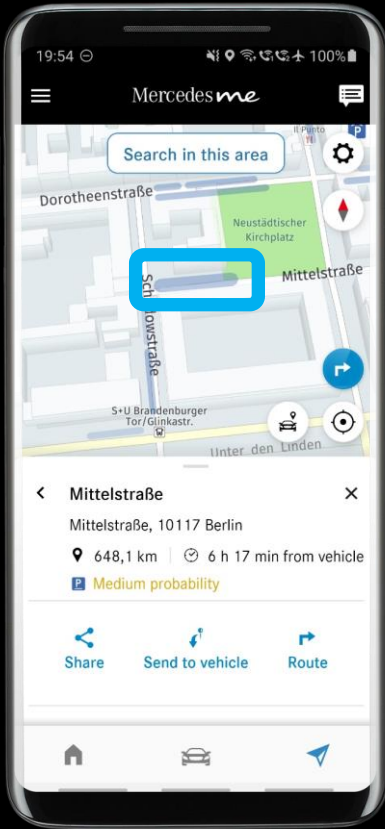 19:54
100%
Mercedes me
Search in this area
Il Punto
P
Dorotheenstraße
Neustädtischer
Kirchplatz
Mittelstraße
Sch
dowstraße
S+U Brandenburger
Tor/Glinkastr.
Unter den Linden
Mittelstraße
Mittelstraße, 10117 Berlin
648,1 km
6 h 17 min from vehicle
P Medium probability
Share
Send to vehicle
Route